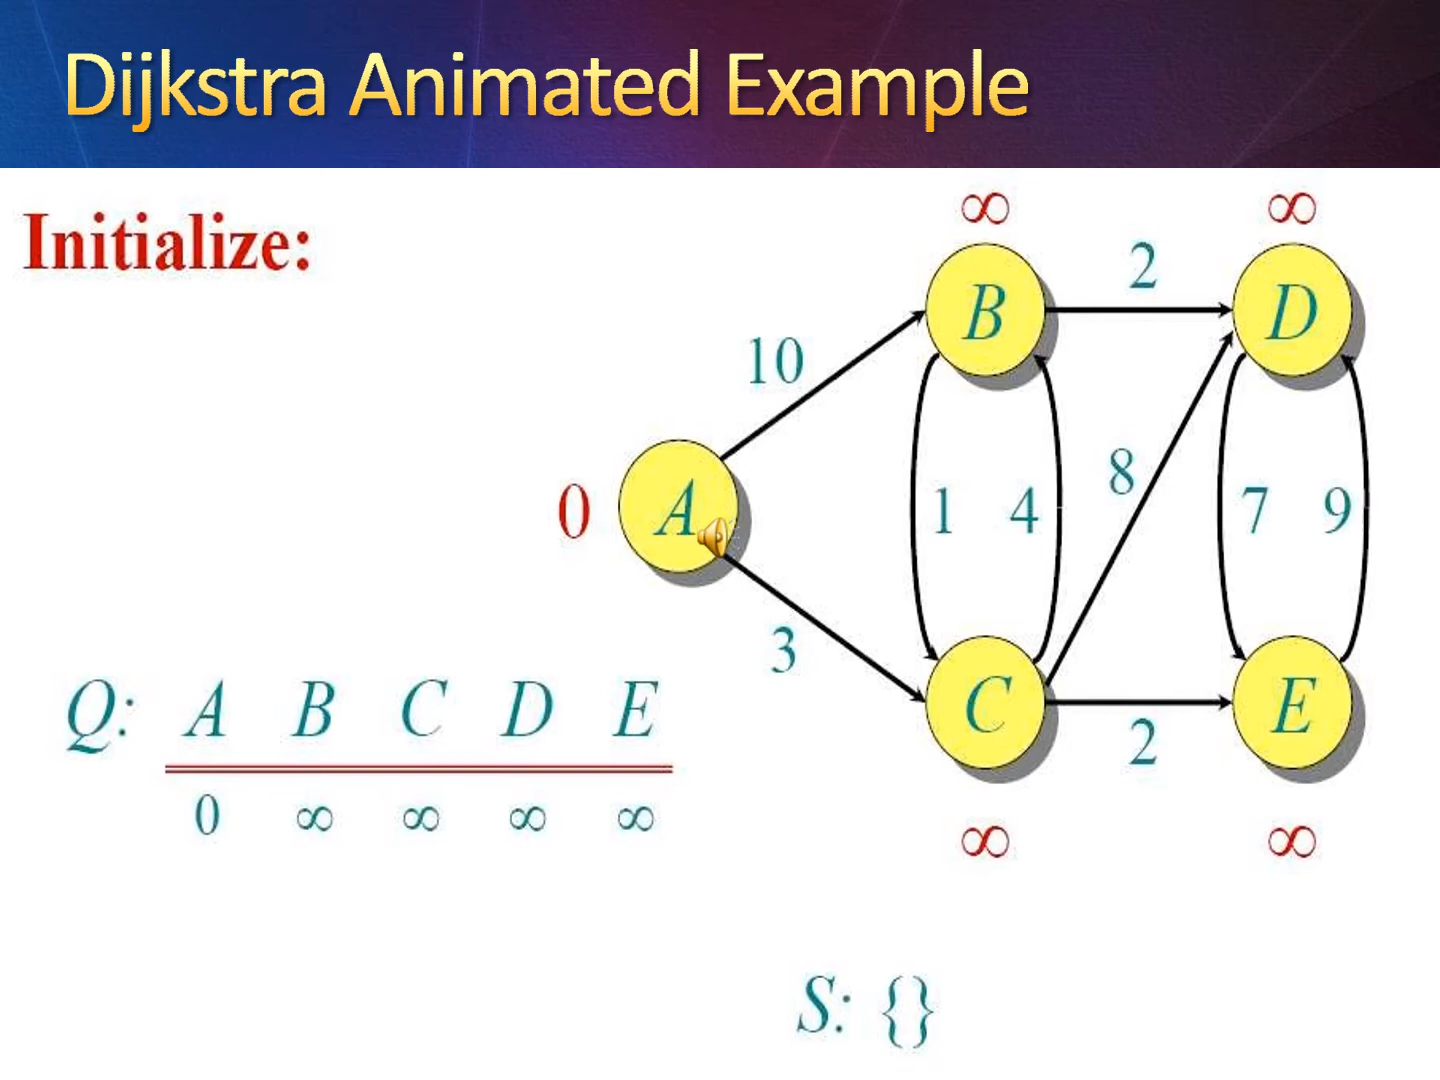 Dijkstra Animated Example
Initialize:
∞ ∞
2
B D
10
8
0 A 1 4 7 9
3
Q: A B C D E
0 ∞ ∞ ∞ ∞
C E
2
∞ ∞
S: {}